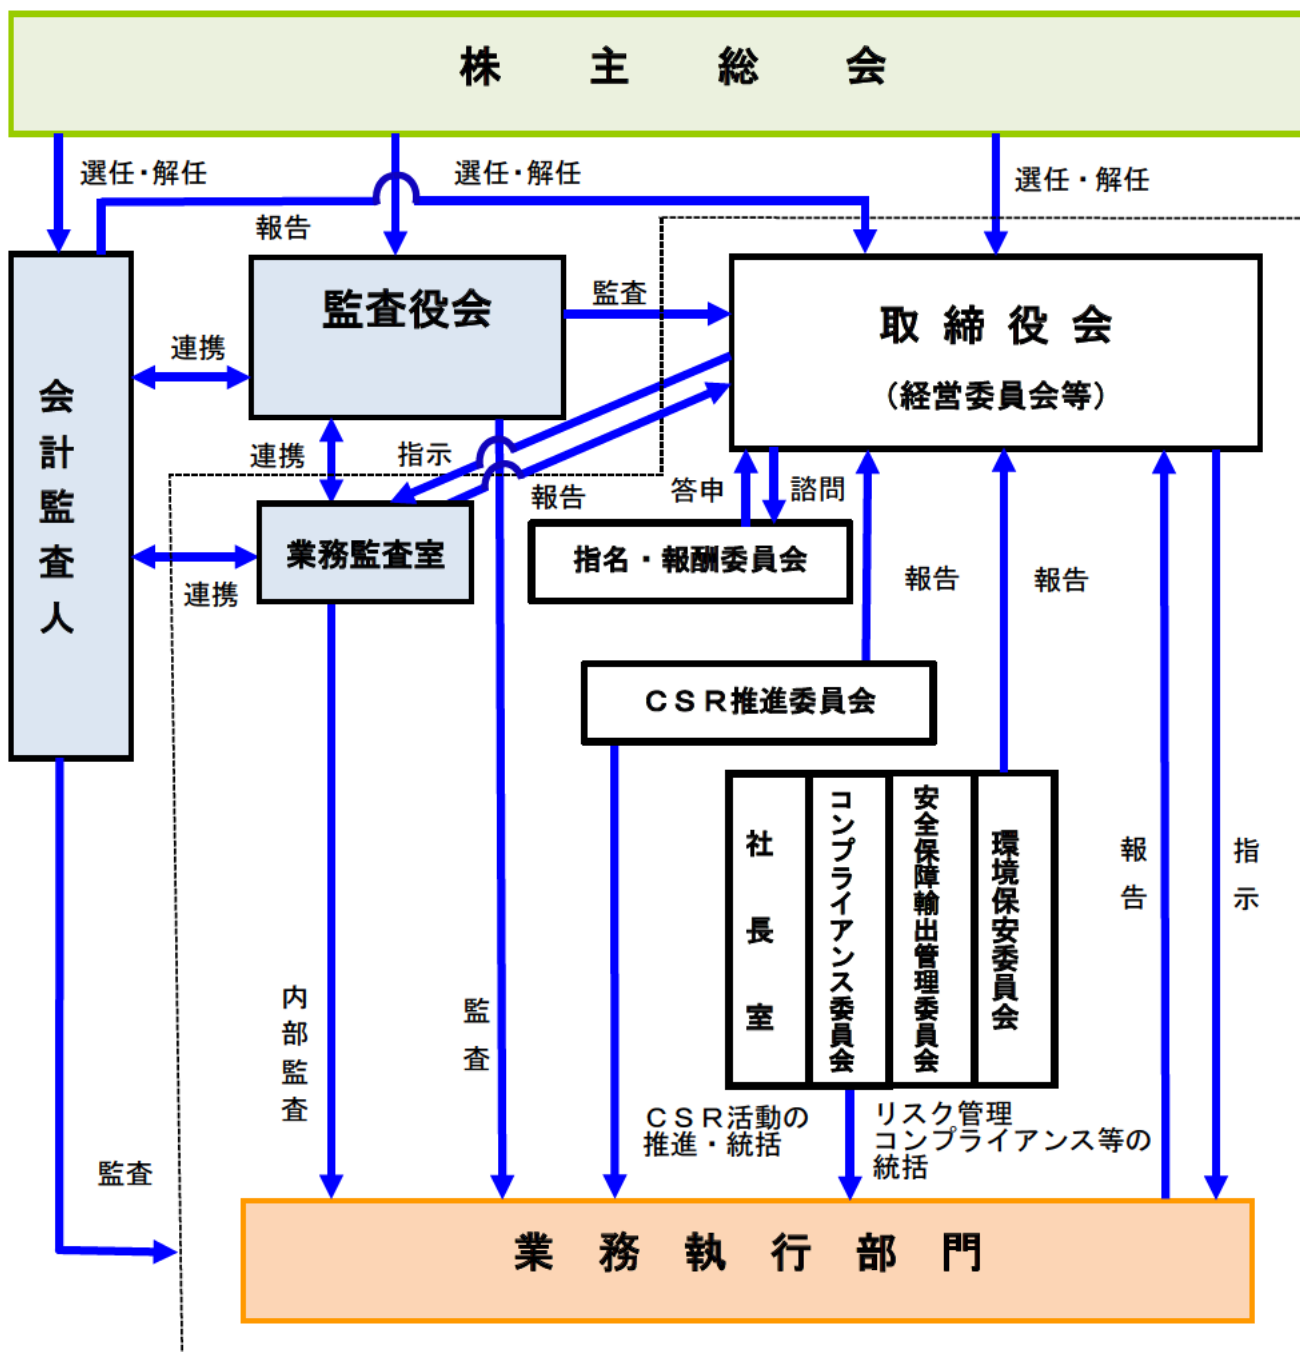 株主総会
選任・解任
選任・解任
選任・解任
報告
監査役会
監査
取締役会
（経営委員会等）
連携
会計監査人
連携
指示
報告
答申
諮問
業務監査室
指名・報酬委員会
連携
報告
報告
ＣＳＲ推進委員会
社長室
コンプライアンス委員会
安全保障輸出管理委員会
環境保安委員会
報告
指示
内部監査
監査
ＣＳＲ活動の
推進・統括
リスク管理
コンプライアンス等の
統括
監査
業務執行部門